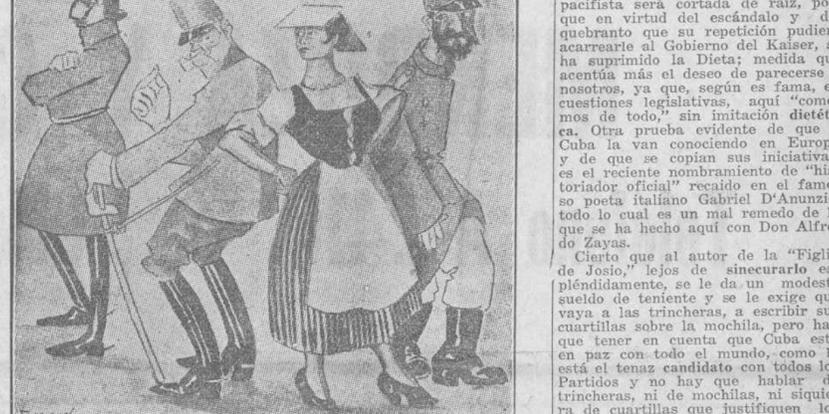 pacifista será cortada de raíz, po
que en virtud del escándalo y d
quebranto que su repetición pudier
acarrearle al Gobierno del Kaiser,
ha suprimido la Dieta; medida qu
acentúa más el deseo de parecerse
nosotros, ya que, según es fama, e
cuestiones legislativas, aquí "come
mos de todo," sin imitación dietét
ca. Otra prueba evidente de que
Cuba la van conociendo en Europ
y de que se copian sus iniciativa
es el reciente nombramiento de "his
toriador oficial" recaido en el famo
so poeta italiano Gabriel D'Anunzi
todo lo cual es un mal remedo de
que se ha hecho aquí con Don Alfre
do Zayas.
Cierto que al autor de la "Figli
de Josio," lejos de sinecurarlo es
pléndidamente, se le da un modest
sueldo de teniente y se le exige qu
vaya a las trincheras, a escribir su
cuartillas sobre la mochila, pero ha
que tener en cuenta que Cuba est
en paz con todo el mundo, como
está el tenaz candidato con todos lo
Partidos y no hay que hablar d
trincheras, ni de mochilas, ni siquie
ra de cuartillas que justifiquen